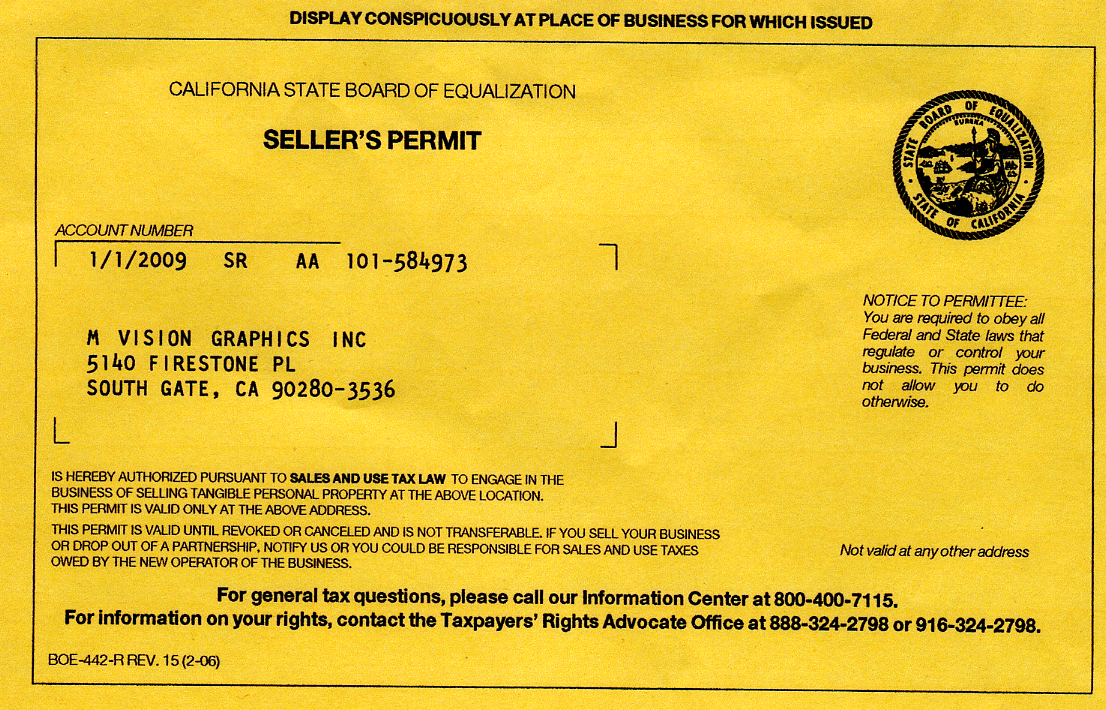 DISPLAY CONSPICUOUSLY AT PLACE OF BUSINESS FOR WHICH ISSUED
CALIFORNIA STATE BOARD OF EQUALIZATION
SELLER'S PERMIT
STATE BOARD OF EQUALIZATION
EUREKA
STATE OF CALIFORNIA
ACCOUNT NUMBER
1/1/2009 SR AA 101-584973
M VISION GRAPHICS INC
5140 FIRESTONE PL
SOUTH GATE, CA 90280-3536
NOTICE TO PERMITTEE:
You are required to obey all
Federal and State laws that
regulate or control your
business. This permit does
not allow you to do
otherwise.
IS HEREBY AUTHORIZED PURSUANT TO SALES AND USE TAX LAW TO ENGAGE IN THE
BUSINESS OF SELLING TANGIBLE PERSONAL PROPERTY AT THE ABOVE LOCATION.
THIS PERMIT IS VALID ONLY AT THE ABOVE ADDRESS.
THIS PERMIT IS VALID UNTIL REVOKED OR CANCELED AND IS NOT TRANSFERABLE. IF YOU SELL YOUR BUSINESS
OR DROP OUT OF A PARTNERSHIP, NOTIFY US OR YOU COULD BE RESPONSIBLE FOR SALES AND USE TAXES
OWED BY THE NEW OPERATOR OF THE BUSINESS.
Not valid at any other address
For general tax questions, please call our Information Center at 800-400-7115.
For information on your rights, contact the Taxpayers' Rights Advocate Office at 888-324-2798 or 916-324-2798.
BOE-442-R REV. 15 (2-06)